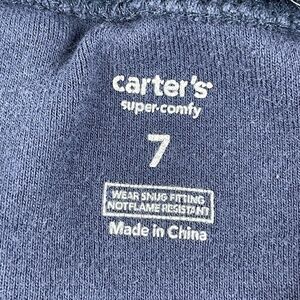 carter's
super-comfy
7
WEAR SNUG FITTING
NOT FLAME RESISTANT
Made in China